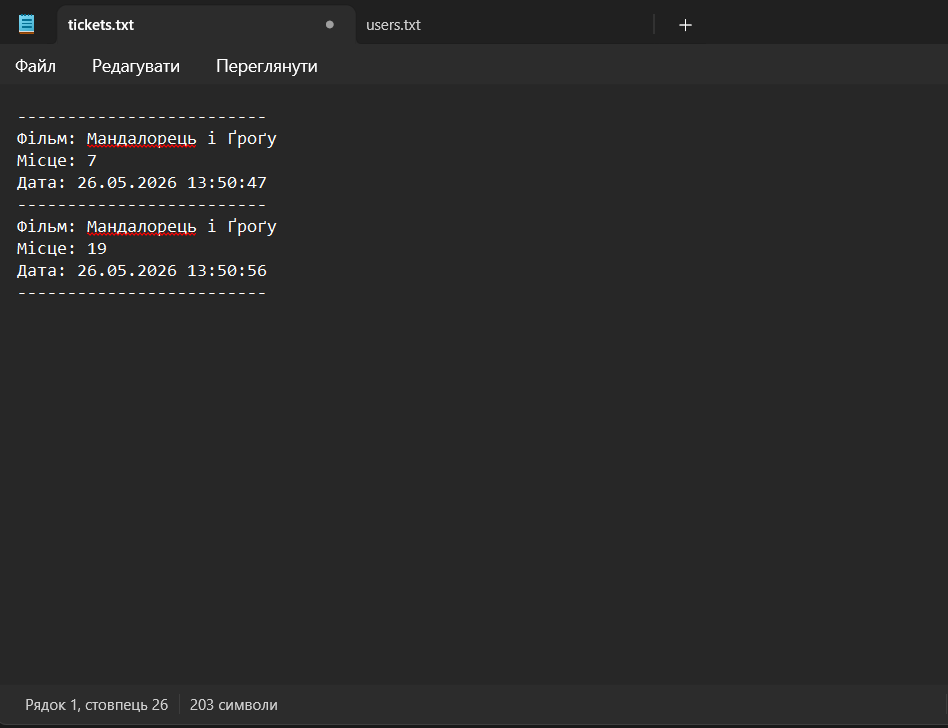 tickets.txt
users.txt
Файл Редагувати Переглянути
-------------------------
Фільм: Мандалорець і Ґроґу
Місце: 7
Дата: 26.05.2026 13:50:47
-------------------------
Фільм: Мандалорець і Ґроґу
Місце: 19
Дата: 26.05.2026 13:50:56
-------------------------
Рядок 1, стовпець 26
203 символи